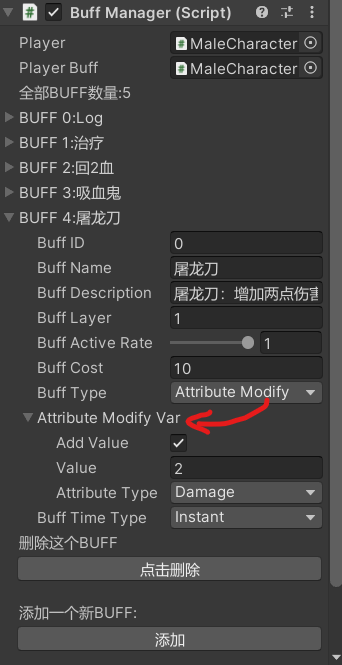 Buff Manager (Script)
Player MaleCharacter
Player Buff MaleCharacter
全部BUFF数量:5
BUFF 0:Log
BUFF 1:治疗
BUFF 2:回2血
BUFF 3:吸血鬼
BUFF 4:屠龙刀
Buff ID 0
Buff Name 屠龙刀
Buff Description 屠龙刀：增加两点伤害
Buff Layer 1
Buff Active Rate 1
Buff Cost 10
Buff Type Attribute Modify
Attribute Modify Var
Add Value
Value 2
Attribute Type Damage
Buff Time Type Instant
删除这个BUFF
点击删除
添加一个新BUFF:
添加